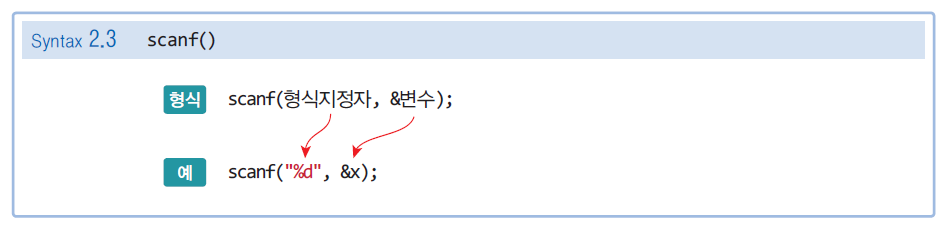 Syntax 2.3 scanf()
형식 scanf(형식지정자, &변수);
예 scanf("%d", &x);